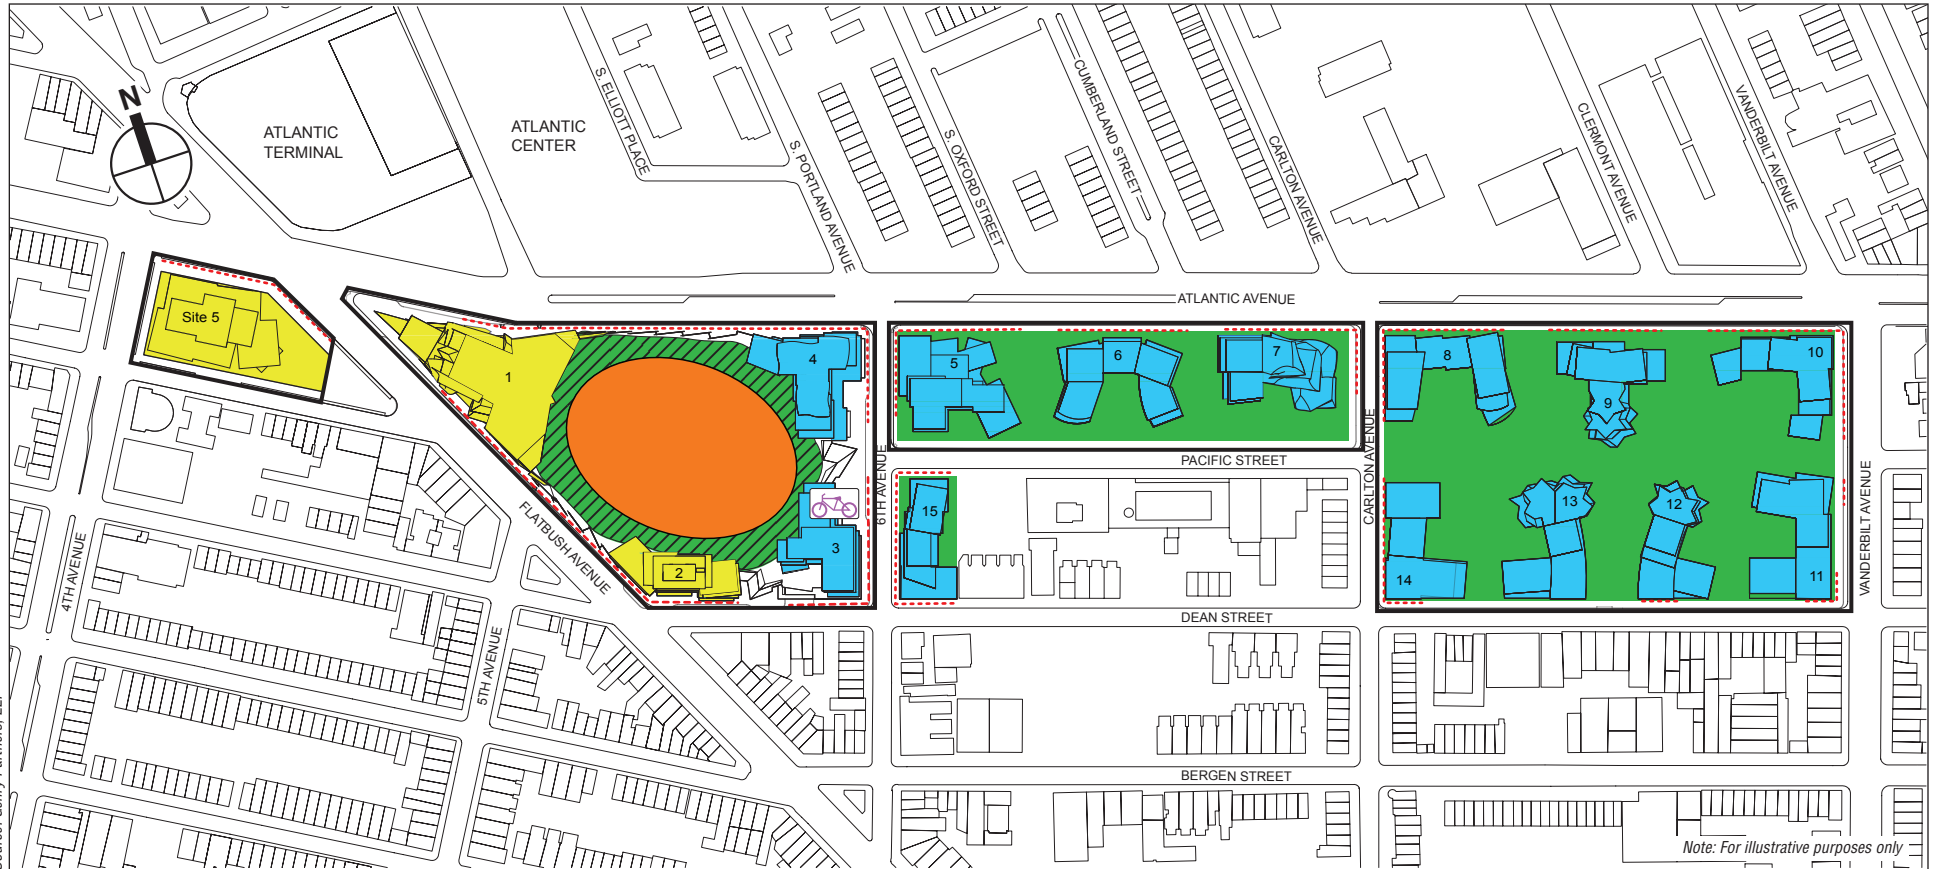 N
ATLANTIC
TERMINAL
ATLANTIC
CENTER
S. ELLIOTT PLACE
S. PORTLAND AVENUE
S. OXFORD STREET
CUMBERLAND STREET
CARLTON AVENUE
CLERMONT AVENUE
VANDERBILT AVENUE
ATLANTIC AVENUE
Site 5
1
4
5
6
7
8
9
10
6TH AVENUE
CARLTON AVENUE
VANDERBILT AVENUE
PACIFIC STREET
FLATBUSH AVENUE
15
13
12
3
2
14
11
4TH AVENUE
5TH AVENUE
DEAN STREET
BERGEN STREET
Note: For illustrative purposes only